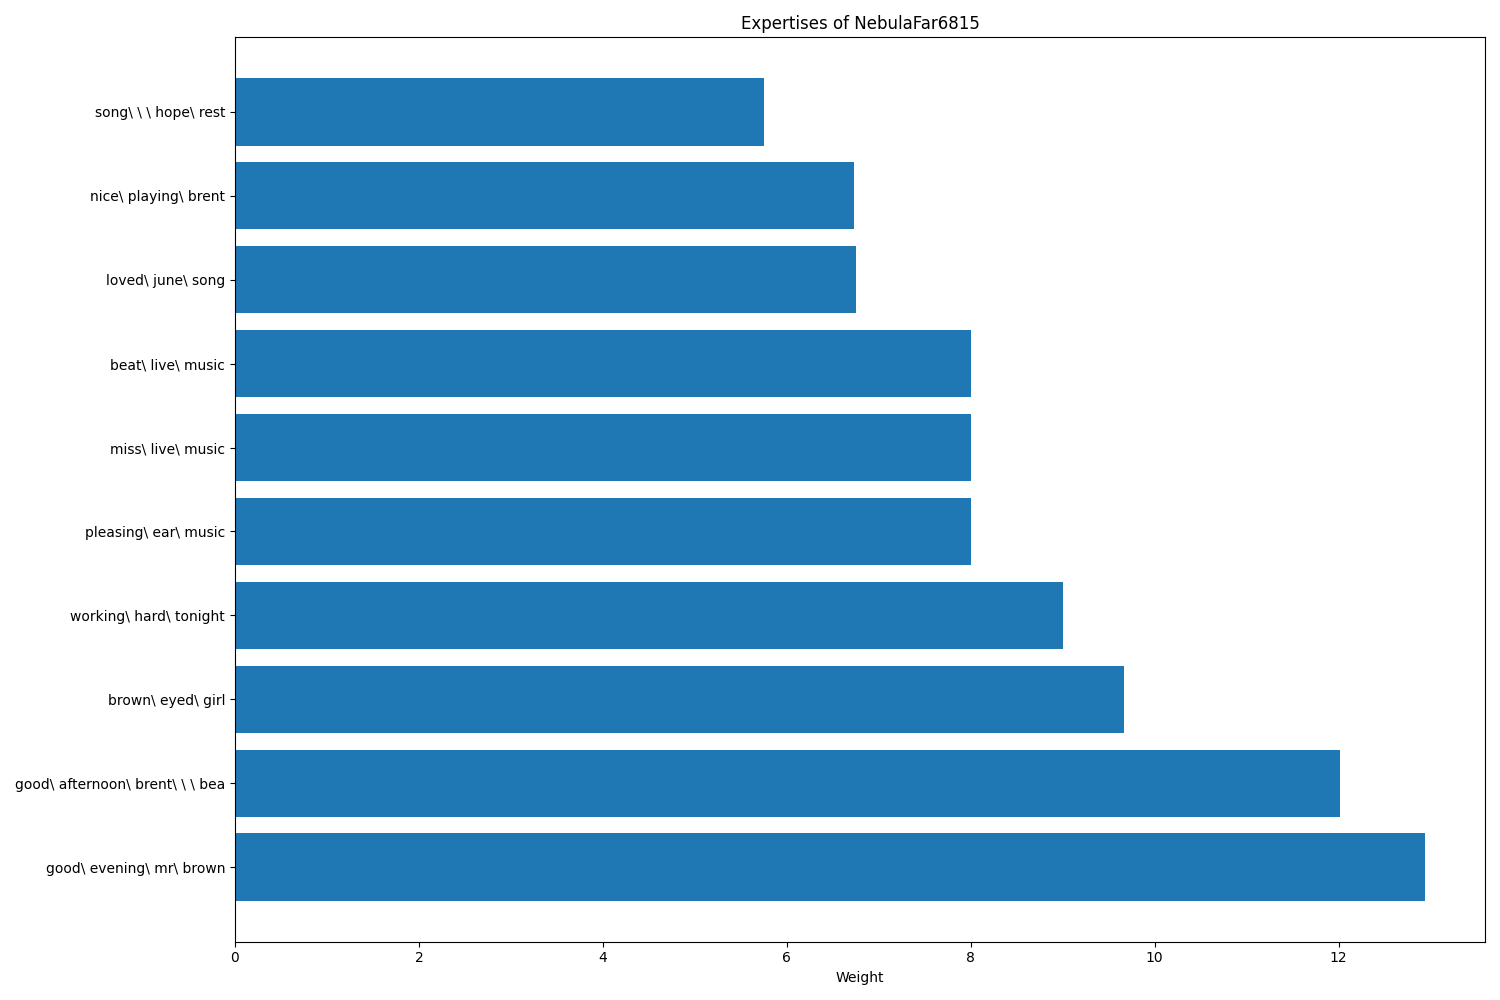 Expertises of NebulaFar6815
song\ \ \ hope\ rest
nice\ playing\ brent
loved\ june\ song
beat\ live\ music
miss\ live\ music
pleasing\ ear\ music
working\ hard\ tonight
brown\ eyed\ girl
good\ afternoon\ brent\ \ \ bea
good\ evening\ mr\ brown
0 2 4 6 8 10 12
Weight